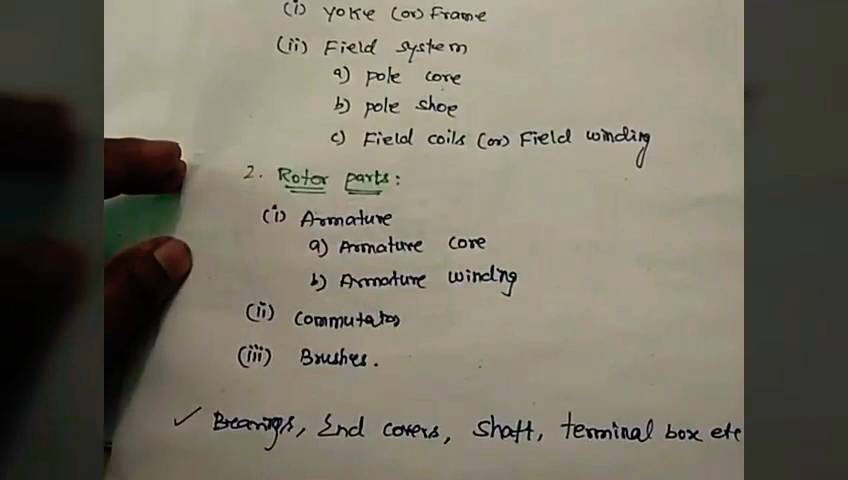 (i) Yoke (or) Frame
(ii) Field system
a) pole core
b) pole shoe
c) Field coils (or) Field winding
2. Rotor parts:
(i) Armature
a) Armature core
b) Armature winding
(ii) Commutator
(iii) Brushes.
✓ Bearings, End covers, shaft, terminal box etc